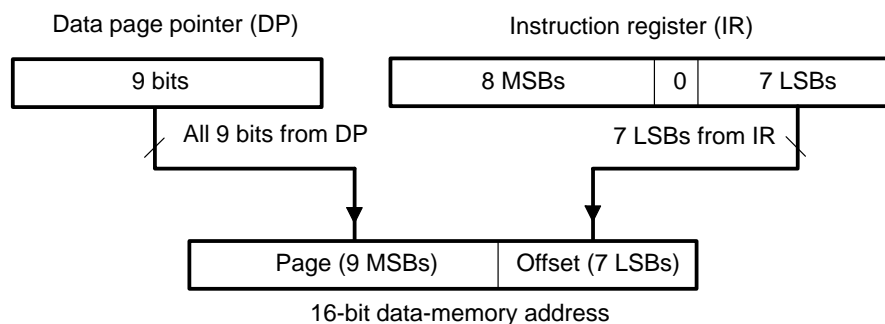 Data page pointer (DP)
Instruction register (IR)
9 bits
8 MSBs
0
7 LSBs
All 9 bits from DP
7 LSBs from IR
Page (9 MSBs)
Offset (7 LSBs)
16-bit data-memory address